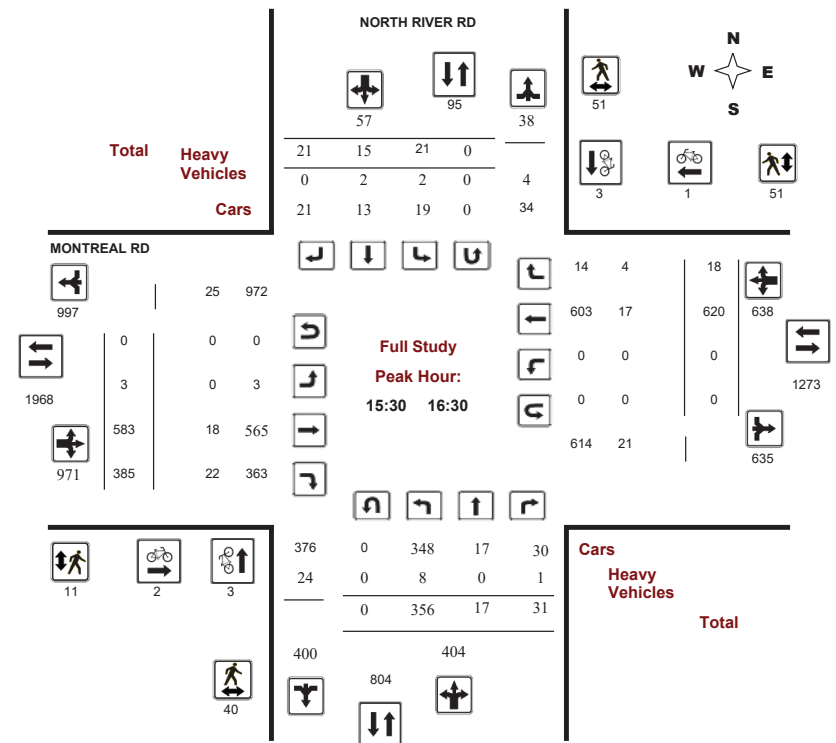 NORTH RIVER RD
N
W E
S
95
51
57 38
Total Heavy Vehicles
21 15 21 0
0 2 2 0 4
Cars 21 13 19 0 34
3 1 51
MONTREAL RD
997 25 972
14 4 18
638
0 0 0
603 17 620
1968
3 0 3
Full Study
Peak Hour:
15:30 16:30
0 0 0
1273
583 18 565
0 0 0
971 385 22 363
614 21
635
376 0 348 17 30 Cars
24 0 8 0 1 Heavy Vehicles
0 356 17 31 Total
11 2 3
400 404
804
40